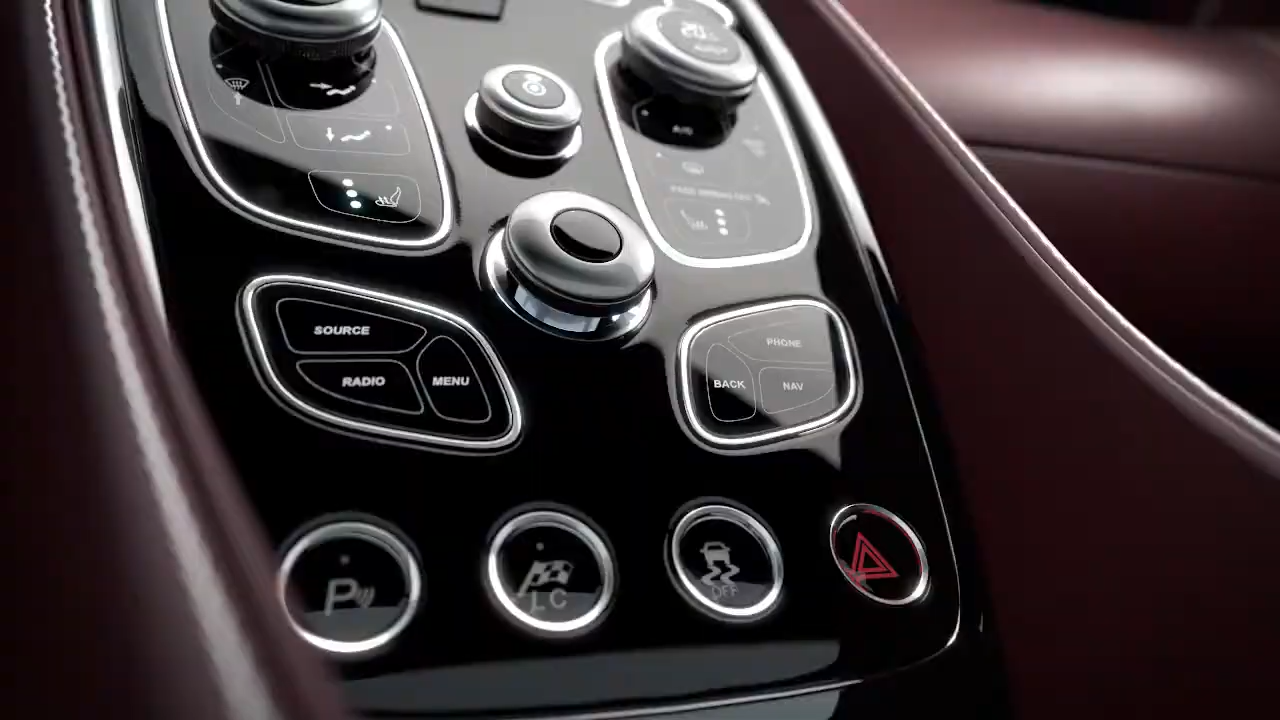 A/C
SOURCE
RADIO
MENU
PHONE
BACK
NAV
P
LC
OFF